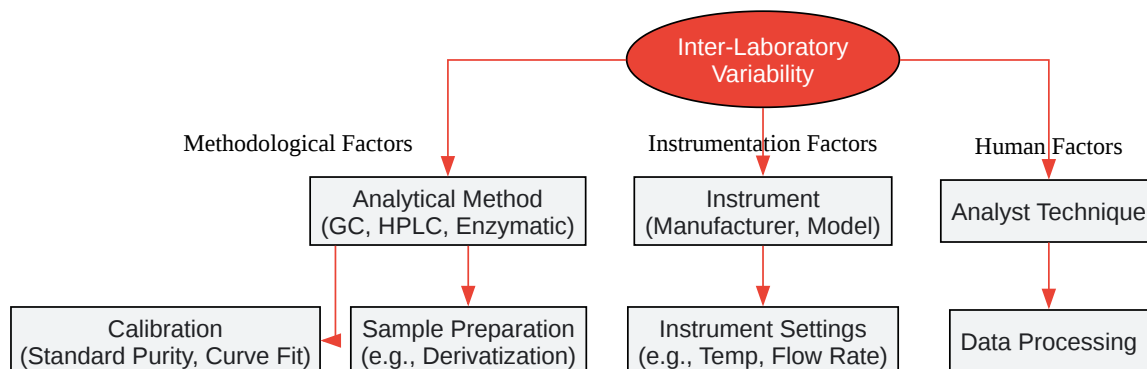 Inter-Laboratory
Variability
Methodological Factors
Instrumentation Factors
Human Factors
Analytical Method
(GC, HPLC, Enzymatic)
Instrument
(Manufacturer, Model)
Analyst Technique
Calibration
(Standard Purity, Curve Fit)
Sample Preparation
(e.g., Derivatization)
Instrument Settings
(e.g., Temp, Flow Rate)
Data Processing